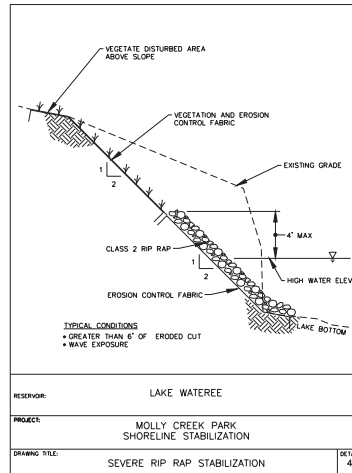 VEGETATE DISTURBED AREA
ABOVE SLOPE
VEGETATION AND EROSION
CONTROL FABRIC
EXISTING GRADE
1
2
4" MAX
CLASS 2 RIP RAP
1
2
HIGH WATER ELEV
EROSION CONTROL FABRIC
LAKE BOTTOM
TYPICAL CONDITIONS
• GREATER THAN 6" OF ERODED CUT
• WAVE EXPOSURE
RESERVOIR: LAKE WATEREE
PROJECT: MOLLY CREEK PARK
SHORELINE STABILIZATION
DRAWING TITLE: SEVERE RIP RAP STABILIZATION
4